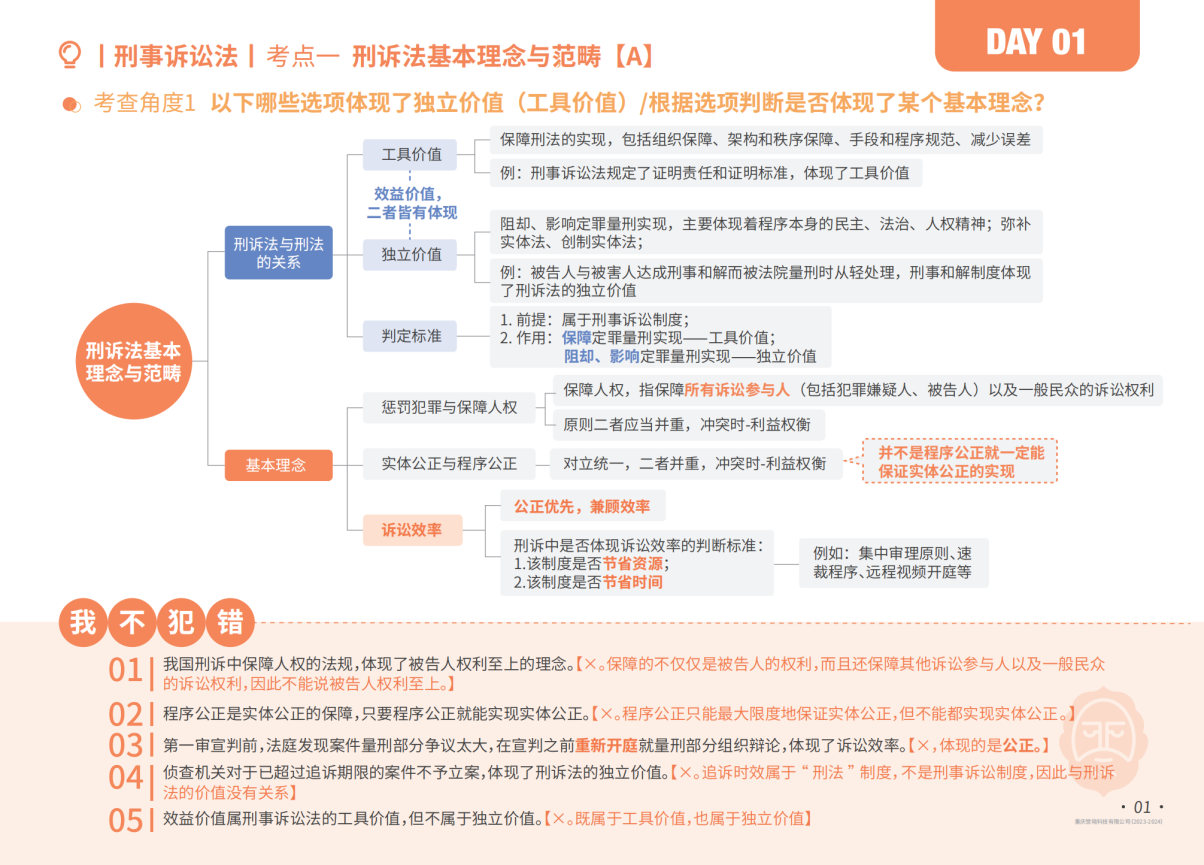 DAY 01
|刑事诉讼法| 考点一 刑诉法基本理念与范畴【A】
考查角度1 以下哪些选项体现了独立价值（工具价值）/根据选项判断是否体现了某个基本理念？
刑诉法基本
理念与范畴
刑诉法与刑法
的关系
工具价值
保障刑法的实现，包括组织保障、架构和秩序保障、手段和程序规范、减少误差
例：刑事诉讼法规定了证明责任和证明标准，体现了工具价值
效益价值，
二者皆有体现
独立价值
阻却、影响定罪量刑实现，主要体现着程序本身的民主、法治、人权精神；弥补
实体法、创制实体法；
例：被告人与被害人达成刑事和解而被法院量刑时从轻处理，刑事和解制度体现
了刑诉法的独立价值
判定标准
1. 前提：属于刑事诉讼制度；
2. 作用：保障定罪量刑实现——工具价值；
阻却、影响定罪量刑实现——独立价值
基本理念
惩罚犯罪与保障人权
保障人权，指保障所有诉讼参与人（包括犯罪嫌疑人、被告人）以及一般民众的诉讼权利
原则二者应当并重，冲突时-利益权衡
实体公正与程序公正
对立统一，二者并重，冲突时-利益权衡
并不是程序公正就一定能
保证实体公正的实现
诉讼效率
公正优先，兼顾效率
刑诉中是否体现诉讼效率的判断标准：
1.该制度是否节省资源；
2.该制度是否节省时间
例如：集中审理原则、速
裁程序、远程视频开庭等
我不犯错
01 我国刑诉中保障人权的法规，体现了被告人权利至上的理念。【×。保障的不仅仅是被告人的权利，而且还保障其他诉讼参与人以及一般民众
的诉讼权利，因此不能说被告人权利至上。】
02 程序公正是实体公正的保障，只要程序公正就能实现实体公正。【×。程序公正只能最大限度地保证实体公正，但不能都实现实体公正。】
03 第一审宣判前，法庭发现案件量刑部分争议太大，在宣判之前重新开庭就量刑部分组织辩论，体现了诉讼效率。【×，体现的是公正。】
04 侦查机关对于已超过追诉期限的案件不予立案，体现了刑诉法的独立价值。【×。追诉时效属于“刑法”制度，不是刑事诉讼制度，因此与刑诉
法的价值没有关系】
05 效益价值属刑事诉讼法的工具价值，但不属于独立价值。【×。既属于工具价值，也属于独立价值】
· 01 ·